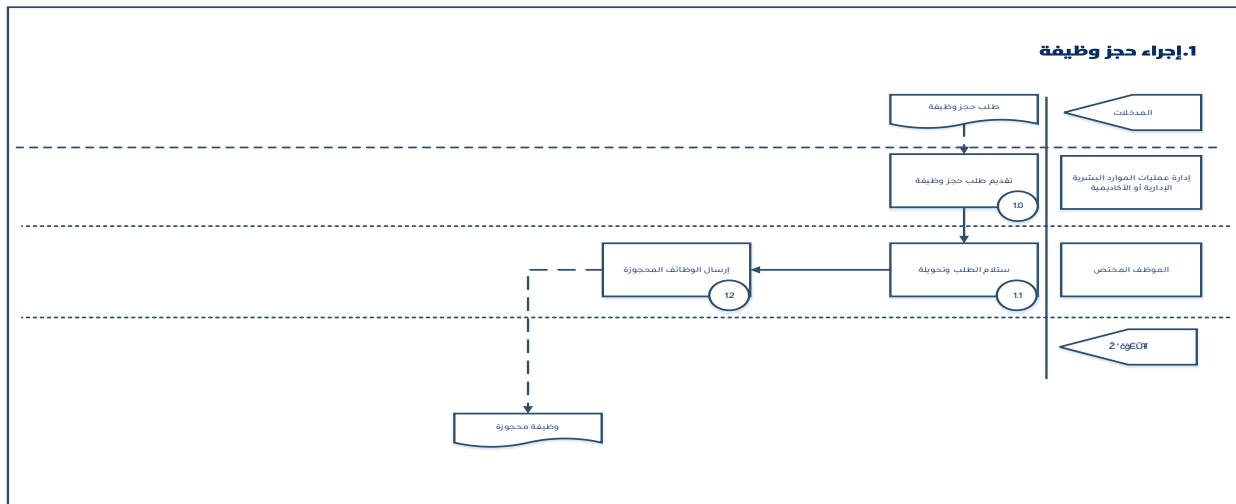 1.إجراء حجز وظيفة
المدخلات
طلب حجز وظيفة
إدارة عمليات الموارد البشرية
الإدارية أو الأكاديمية
تقديم طلب حجز وظيفة
1.0
الموظف المختص
ستلام الطلب وتحويلة
1.1
إرسال الوظائف المحجوزة
1.2
وظيفة محجوزة